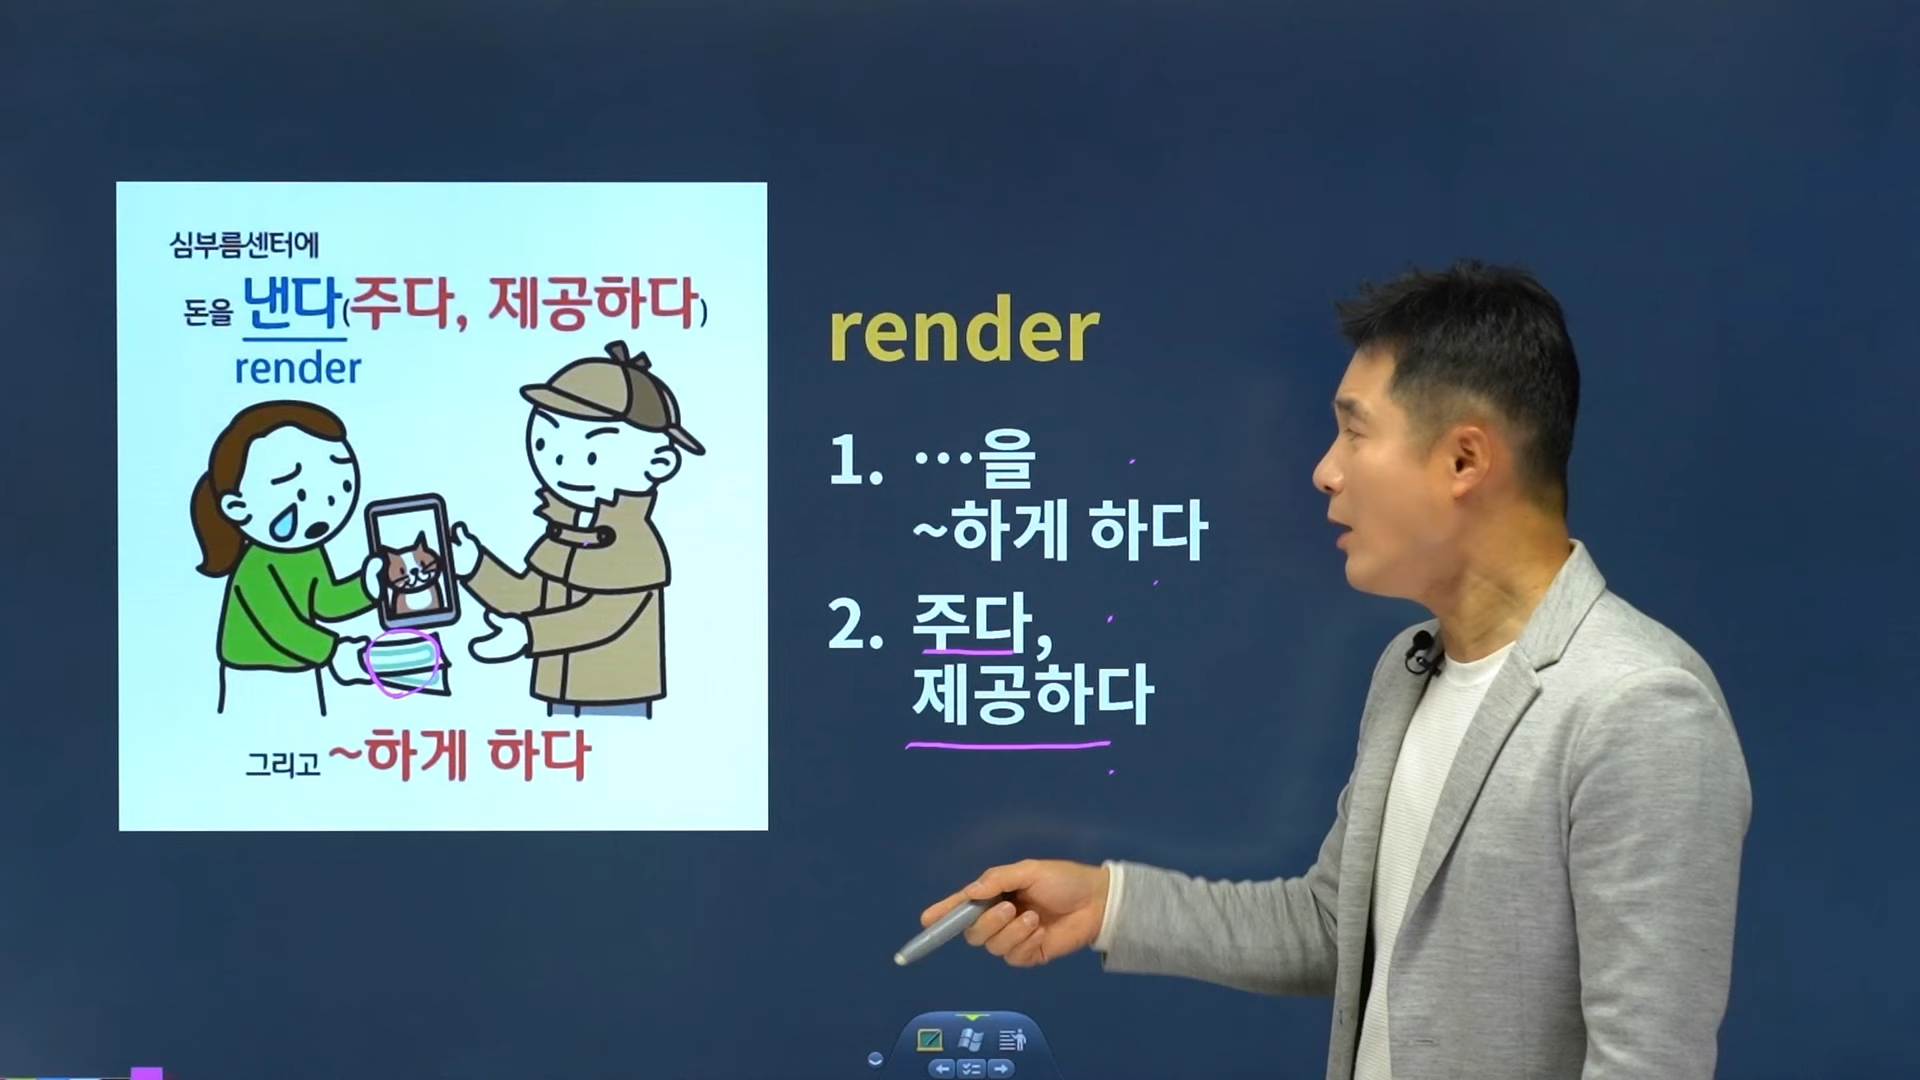 심부름센터에
돈을 낸다(주다, 제공하다)
render
그리고 ~하게 하다
render
1. …을
~하게 하다
2. 주다,
제공하다